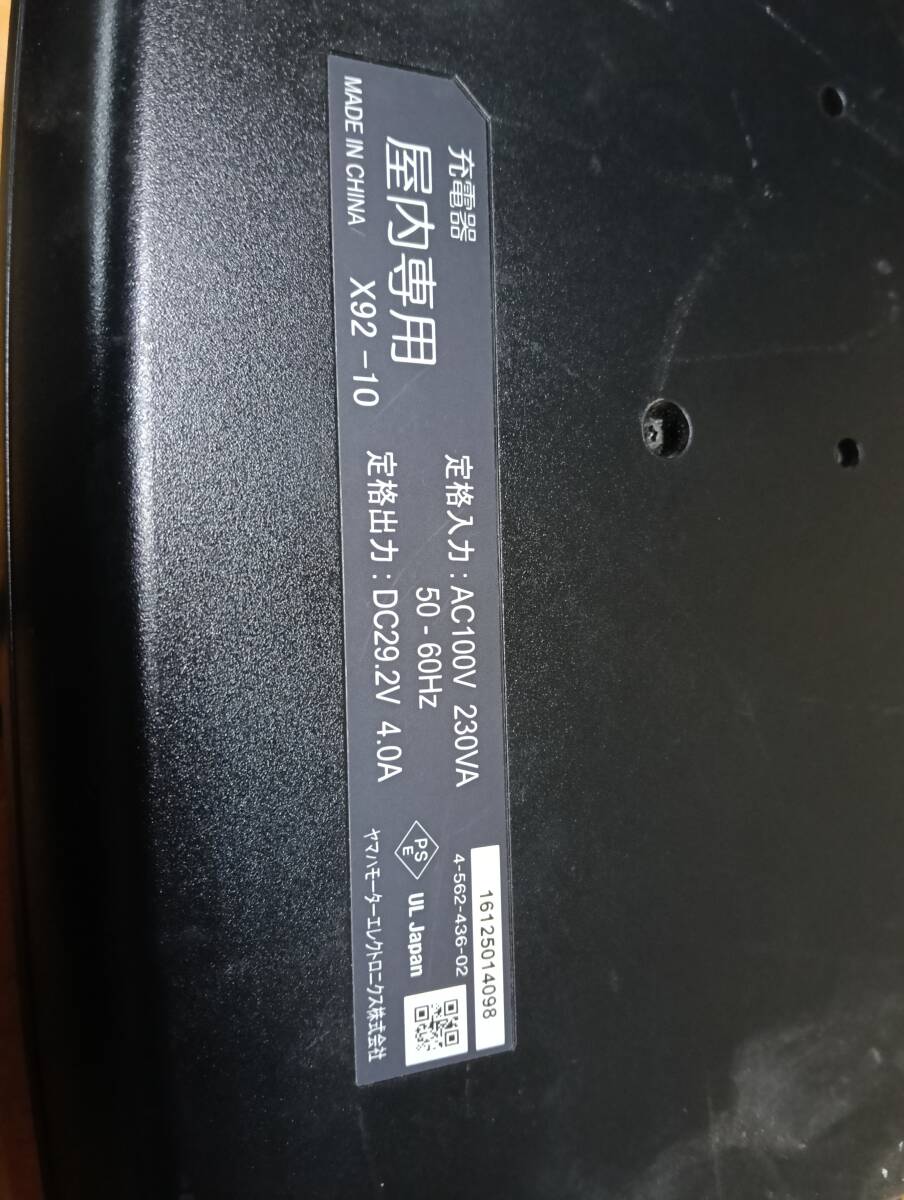 充電器
屋内専用
X92-10
MADE IN CHINA
定格入力:AC100V 230VA
50-60Hz
定格出力:DC29.2V 4.0A
16125014098
4-562-436-02
PS
E
UL Japan
ヤマハモーターエレクトロニクス株式会社